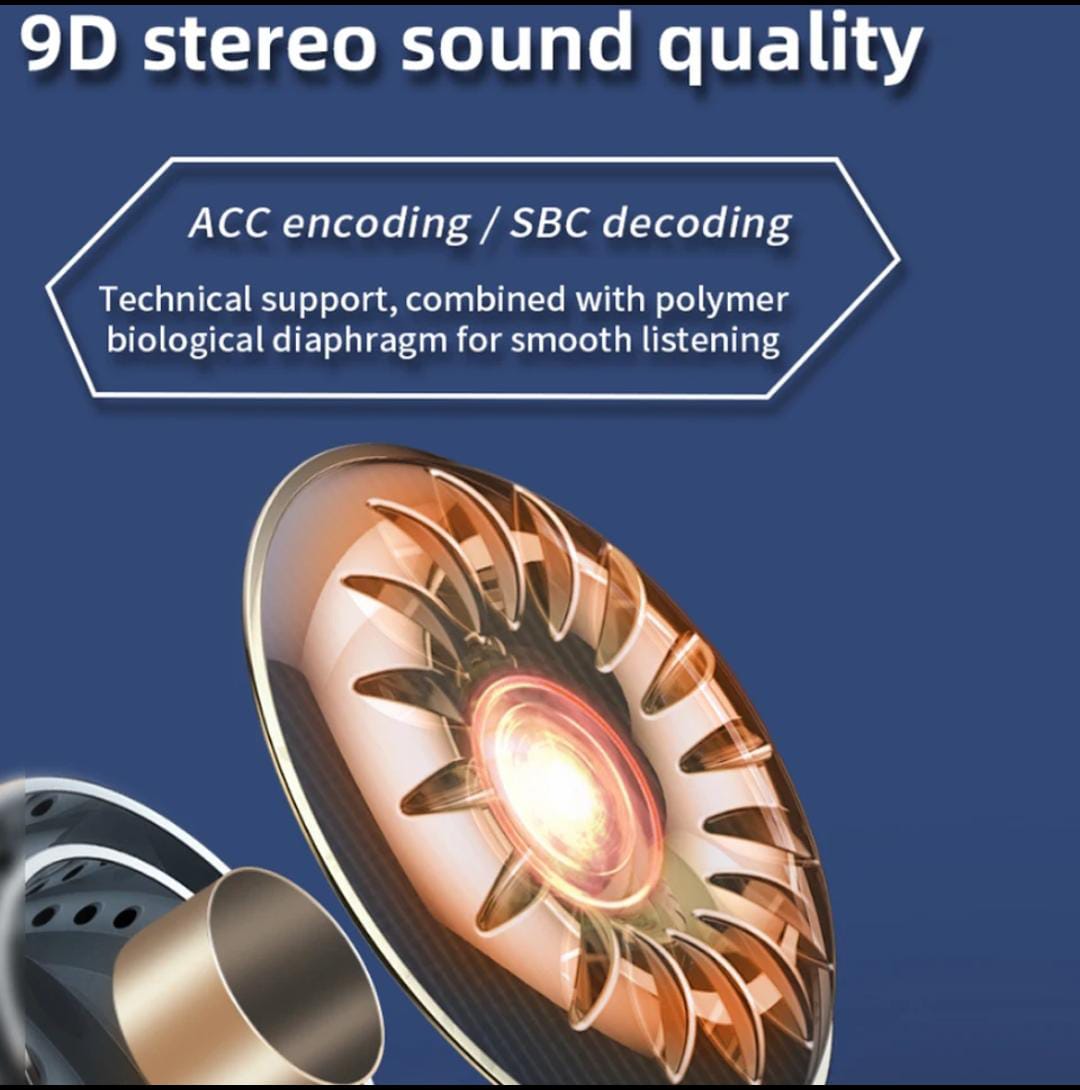 9D stereo sound quality
ACC encoding / SBC decoding
Technical support, combined with polymer
biological diaphragm for smooth listening